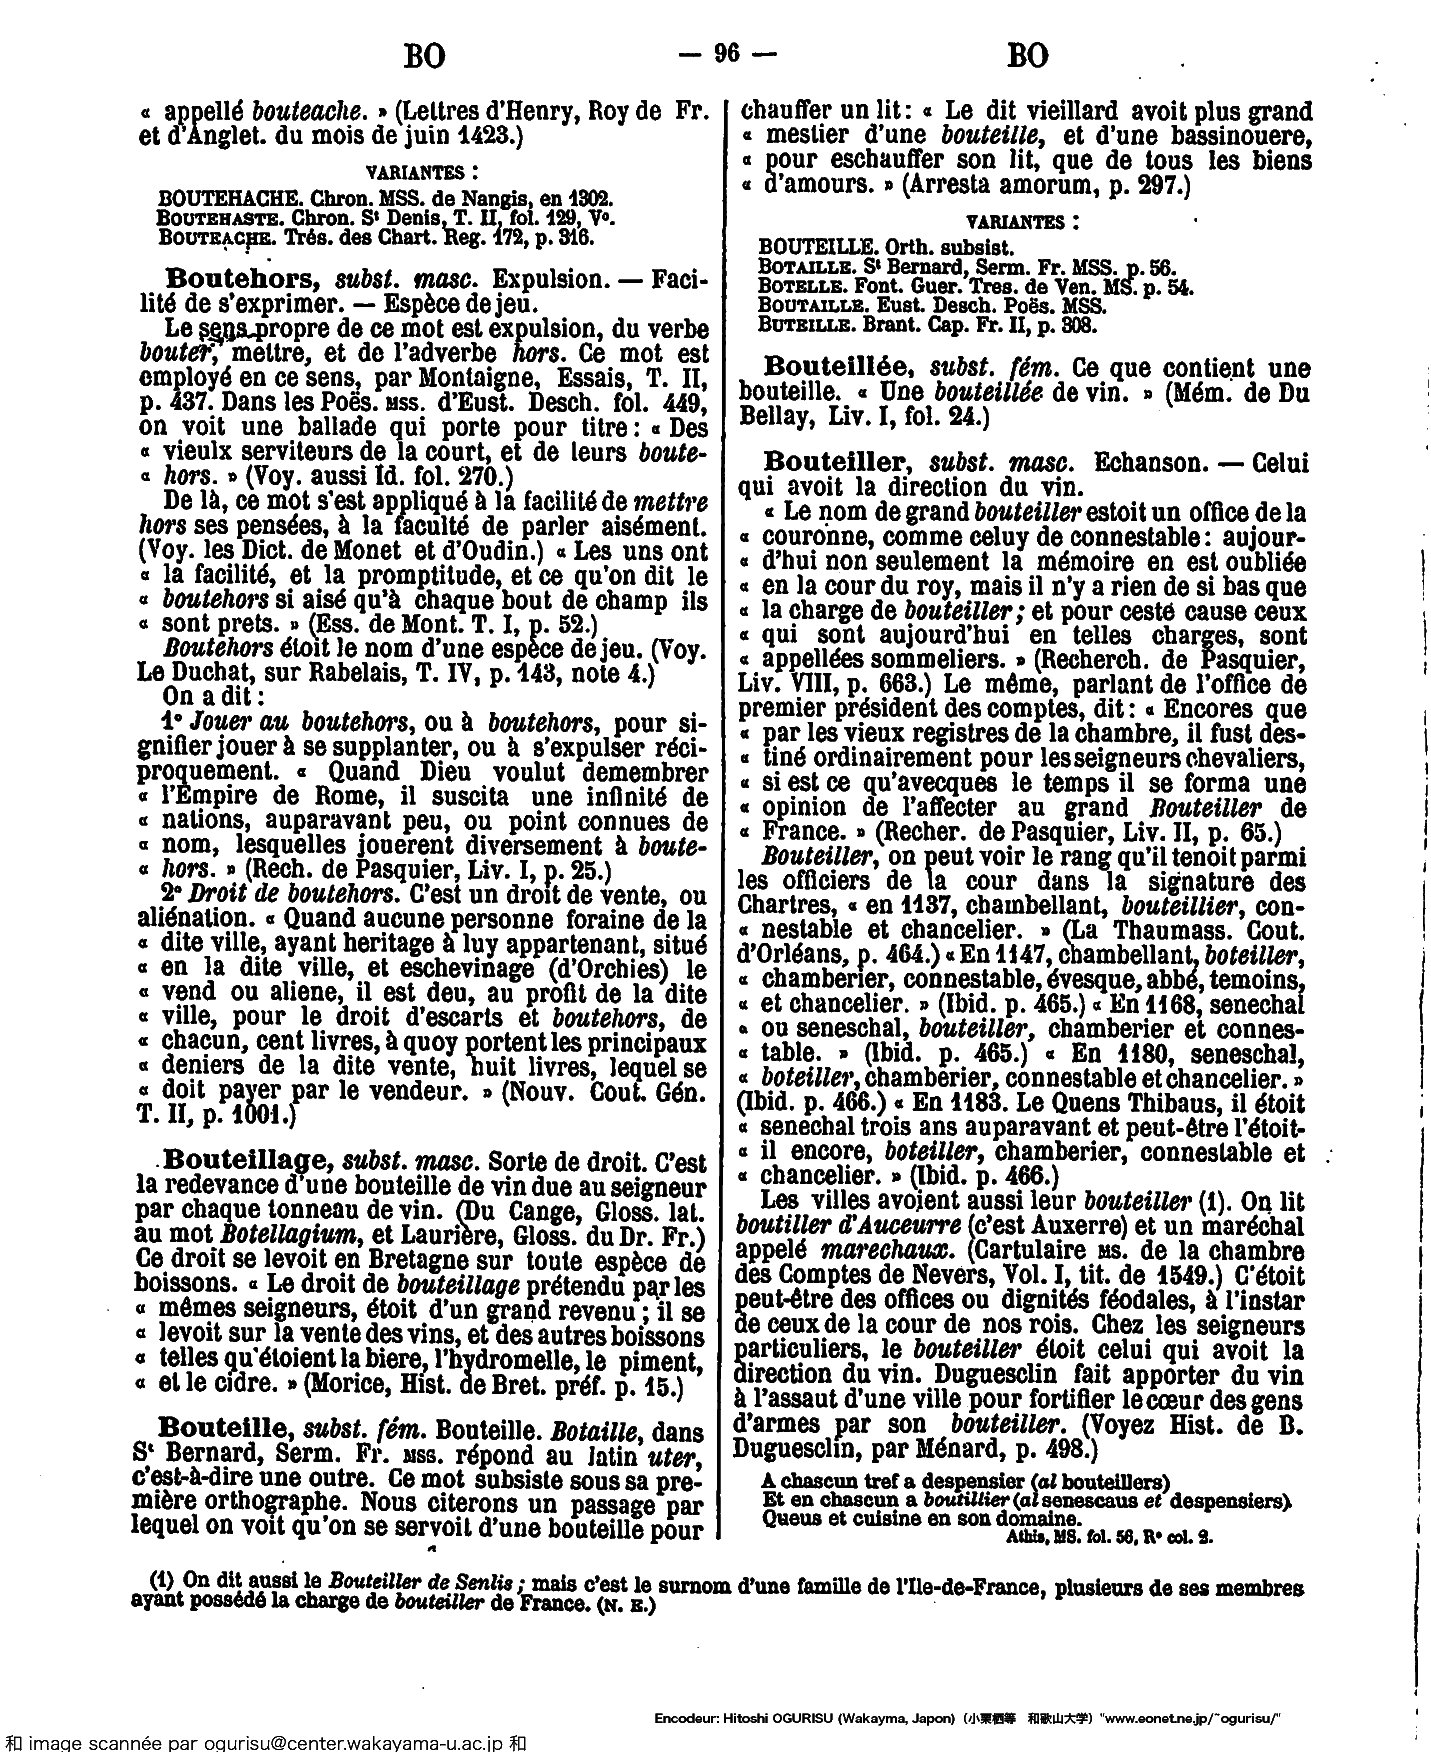 BO — 96 — BO
« appellé bouteache. » (Lettres d'Henry, Roy de Fr.
et d'Anglet. du mois de juin 1423.)
VARIANTES :
BOUTEHACHE. Chron. MSS. de Nangis, en 1302.
BOUTEHASTE. Chron. St Denis, T. II, fol. 129, Vo.
BOUTEACHE. Trés. des Chart. Reg. 172, p. 316.
Boutehors, subst. masc. Expulsion. — Faci-
lité de s'exprimer. — Espèce de jeu.
Le sens propre de ce mot est expulsion, du verbe
bouter, mettre, et de l'adverbe hors. Ce mot est
employé en ce sens, par Montaigne, Essais, T. II,
p. 437. Dans les Poës. MSS. d'Eust. Desch. fol. 449,
on voit une ballade qui porte pour titre : « Des
« vieulx serviteurs de la court, et de leurs boute-
« hors. » (Voy. aussi Id. fol. 270.)
De là, ce mot s'est appliqué à la facilité de mettre
hors ses pensées, à la faculté de parler aisément.
(Voy. les Dict. de Monet et d'Oudin.) « Les uns ont
« la facilité, et la promptitude, et ce qu'on dit le
« boutehors si aisé qu'à chaque bout de champ ils
« sont prets. » (Ess. de Mont. T. I, p. 52.)
Boutehors étoit le nom d'une espèce de jeu. (Voy.
Le Duchat, sur Rabelais, T. IV, p. 143, note 4.)
On a dit :
1° Jouer au boutehors, ou à boutehors, pour si-
gnifier jouer à se supplanter, ou à s'expulser réci-
proquement. « Quand Dieu voulut demembrer
« l'Empire de Rome, il suscita une infinité de
« nations, auparavant peu, ou point connues de
« nom, lesquelles jouerent diversement à boute-
« hors. » (Rech. de Pasquier, Liv. I, p. 25.)
2° Droit de boutehors. C'est un droit de vente, ou
aliénation. « Quand aucune personne foraine de la
« dite ville, ayant heritage à luy appartenant, situé
« en la dite ville, et eschevinage (d'Orchies) le
« vend ou aliene, il est deu, au profit de la dite
« ville, pour le droit d'escarts et boutehors, de
« chacun, cent livres, à quoy portent les principaux
« deniers de la dite vente, huit livres, lequel se
« doit payer par le vendeur. » (Nouv. Cout. Gén.
T. II, p. 1001.)
Bouteillage, subst. masc. Sorte de droit. C'est
la redevance d'une bouteille de vin due au seigneur
par chaque tonneau de vin. (Du Cange, Gloss. lat.
au mot Botellagium, et Laurière, Gloss. du Dr. Fr.)
Ce droit se levoit en Bretagne sur toute espèce de
boissons. « Le droit de bouteillage prétendu par les
« mêmes seigneurs, étoit d'un grand revenu ; il se
« levoit sur la vente des vins, et des autres boissons
« telles qu'étoient la biere, l'hydromelle, le piment,
« et le cidre. » (Morice, Hist. de Bret. préf. p. 15.)
Bouteille, subst. fém. Bouteille. Botaille, dans
St Bernard, Serm. Fr. MSS. répond au latin uter,
c'est-à-dire une outre. Ce mot subsiste sous sa pre-
mière orthographe. Nous citerons un passage par
lequel on voit qu'on se servoit d'une bouteille pour
chauffer un lit : « Le dit vieillard avoit plus grand
« mestier d'une bouteille, et d'une bassinouere,
« pour eschauffer son lit, que de tous les biens
« d'amours. » (Arresta amorum, p. 297.)
VARIANTES :
BOUTEILLE. Orth. subsist.
BOTAILLE. St Bernard, Serm. Fr. MSS. p. 56.
BOTELLE. Font. Guer. Tres. de Ven. MS. p. 54.
BOUTAILLE. Eust. Desch. Poës. MSS.
BUTEILLE. Brant. Cap. Fr. II, p. 308.
Bouteillée, subst. fém. Ce que contient une
bouteille. « Une bouteillée de vin. » (Mém. de Du
Bellay, Liv. I, fol. 24.)
Bouteiller, subst. masc. Echanson. — Celui
qui avoit la direction du vin.
« Le nom de grand bouteiller estoit un office de la
« couronne, comme celuy de connestable : aujour-
« d'hui non seulement la mémoire en est oubliée
« en la cour du roy, mais il n'y a rien de si bas que
« la charge de bouteiller ; et pour ceste cause ceux
« qui sont aujourd'hui en telles charges, sont
« appellées sommeliers. » (Recherch. de Pasquier,
Liv. VIII, p. 663.) Le même, parlant de l'office de
premier président des comptes, dit : « Encores que
« par les vieux registres de la chambre, il fust des-
« tiné ordinairement pour les seigneurs chevaliers,
« si est ce qu'avecques le temps il se forma une
« opinion de l'affecter au grand Bouteiller de
« France. » (Recher. de Pasquier, Liv. II, p. 65.)
Bouteiller, on peut voir le rang qu'il tenoit parmi
les officiers de la cour dans la signature des
Chartres, « en 1137, chambellant, bouteillier, con-
« nestable et chancelier. » (La Thaumass. Cout.
d'Orléans, p. 464.) « En 1147, chambellant, boteiller,
« chamberier, connestable, évesque, abbé, temoins,
« et chancelier. » (Ibid. p. 465.) « En 1168, senechal
« ou seneschal, bouteiller, chamberier et connes-
« table. » (Ibid. p. 465.) « En 1180, seneschal,
« boteiller, chamberier, connestable et chancelier. »
(Ibid. p. 466.) « En 1183. Le Quens Thibaus, il étoit
« senechal trois ans auparavant et peut-être l'étoit-
« il encore, boteiller, chamberier, connestable et
« chancelier. » (Ibid. p. 466.)
Les villes avoient aussi leur bouteiller (1). On lit
boutiller d'Auceurre (c'est Auxerre) et un maréchal
appelé marechaux. (Cartulaire MS. de la chambre
des Comptes de Nevers, Vol. I, tit. de 1549.) C'étoit
peut-être des offices ou dignités féodales, à l'instar
de ceux de la cour de nos rois. Chez les seigneurs
particuliers, le bouteiller étoit celui qui avoit la
direction du vin. Duguesclin fait apporter du vin
à l'assaut d'une ville pour fortifier le cœur des gens
d'armes par son bouteiller. (Voyez Hist. de B.
Duguesclin, par Ménard, p. 498.)
A chascun tref a despensier (al bouteillers)
Et en chascun a boutillier (al senescaus et despensiers)
Queus et cuisine en son domaine.
Athis, MS. fol. 56, Ro col. 2.
(1) On dit aussi le Bouteiller de Senlis ; mais c'est le surnom d'une famille de l'Ile-de-France, plusieurs de ses membres
ayant possédé la charge de bouteiller de France. (N. E.)
Encodeur: Hitoshi OGURISU (Wakayma, Japon) (小栗栖等 和歌山大学) "www.eonet.ne.jp/~ogurisu/"
和 image scannée par ogurisu@center.wakayama-u.ac.jp 和